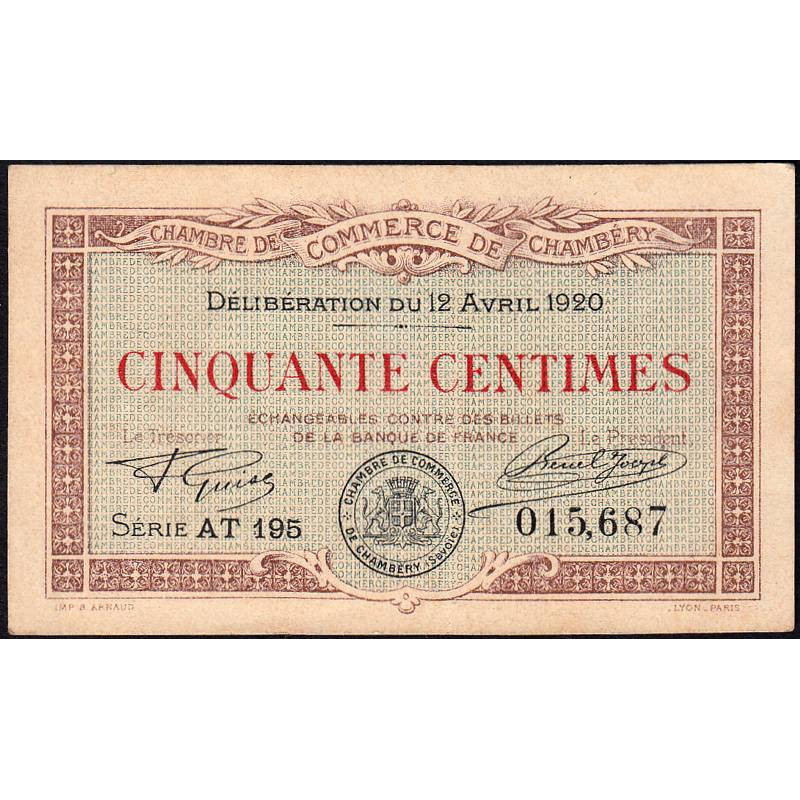 CHAMBRE DE COMMERCE DE CHAMBÉRY
DÉLIBÉRATION DU 12 AVRIL 1920
CINQUANTE CENTIMES
ÉCHANGEABLES CONTRE DES BILLETS
DE LA BANQUE DE FRANCE
Le Trésorier
Le Président,
CHAMBRE DE COMMERCE
DE CHAMBÉRY (Savoie)
SÉRIE AT 195
015,687
IMP. B. ARNAUD
LYON-PARIS